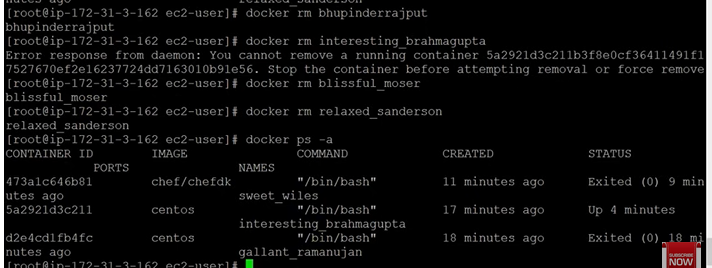 nutes ago                    relaxed_sanderson
[root@ip-172-31-3-162 ec2-user]# docker rm bhupinderrajput
bhupinderrajput
[root@ip-172-31-3-162 ec2-user]# docker rm interesting_brahmagupta
Error response from daemon: You cannot remove a running container 5a2921d3c211b3f8e0cf36411491f1
7527670ef2e16237724dd7163010b91e56. Stop the container before attempting removal or force remove
[root@ip-172-31-3-162 ec2-user]# docker rm blissful_moser
blissful_moser
[root@ip-172-31-3-162 ec2-user]# docker rm relaxed_sanderson
relaxed_sanderson
[root@ip-172-31-3-162 ec2-user]# docker ps -a
CONTAINER ID        IMAGE               COMMAND             CREATED             STATUS
          PORTS               NAMES
473a1c646b81        chef/chefdk         "/bin/bash"         11 minutes ago      Exited (0) 9 min
utes ago                      sweet_wiles
5a2921d3c211        centos              "/bin/bash"         17 minutes ago      Up 4 minutes
                              interesting_brahmagupta
d2e4cd1fb4fc        centos              "/bin/bash"         18 minutes ago      Exited (0) 18 mi
nutes ago                     gallant_ramanujan
[root@ip-172-31-3-162 ec2-user]#
SUBSCRIBE
NOW